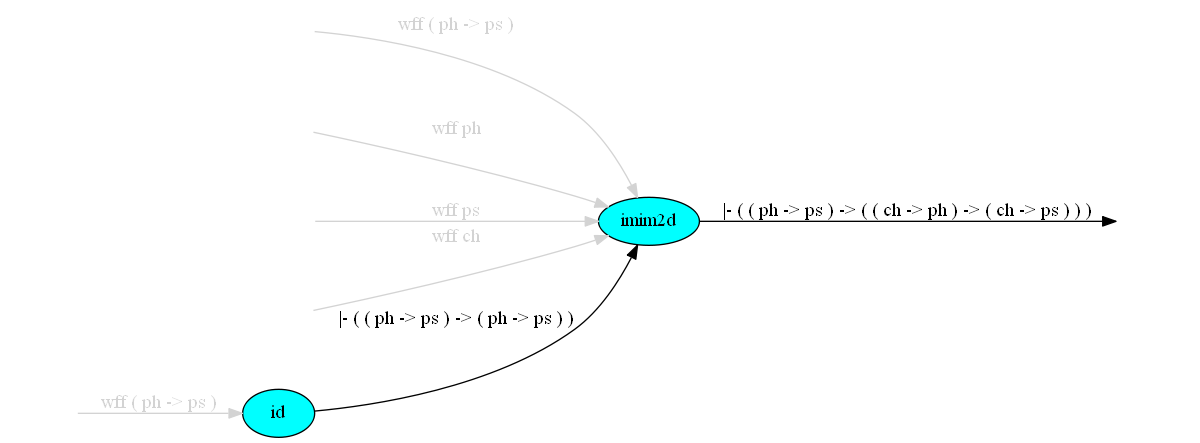 wff ( ph -> ps )
wff ph
wff ps
wff ch
imim2d
|- ( ( ph -> ps ) -> ( ( ch -> ph ) -> ( ch -> ps ) ) )
|- ( ( ph -> ps ) -> ( ph -> ps ) )
wff ( ph -> ps )
id